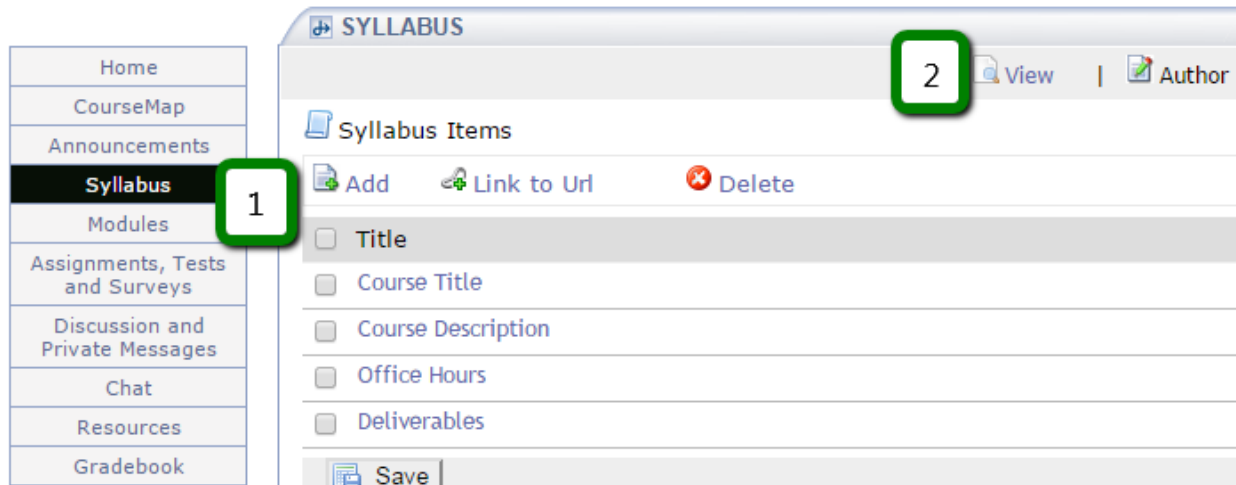 SYLLABUS
Home
CourseMap
Announcements
Syllabus
Modules
Assignments, Tests
and Surveys
Discussion and
Private Messages
Chat
Resources
Gradebook
1
2
View | Author
Syllabus Items
Add Link to Url Delete
Title
Course Title
Course Description
Office Hours
Deliverables
Save